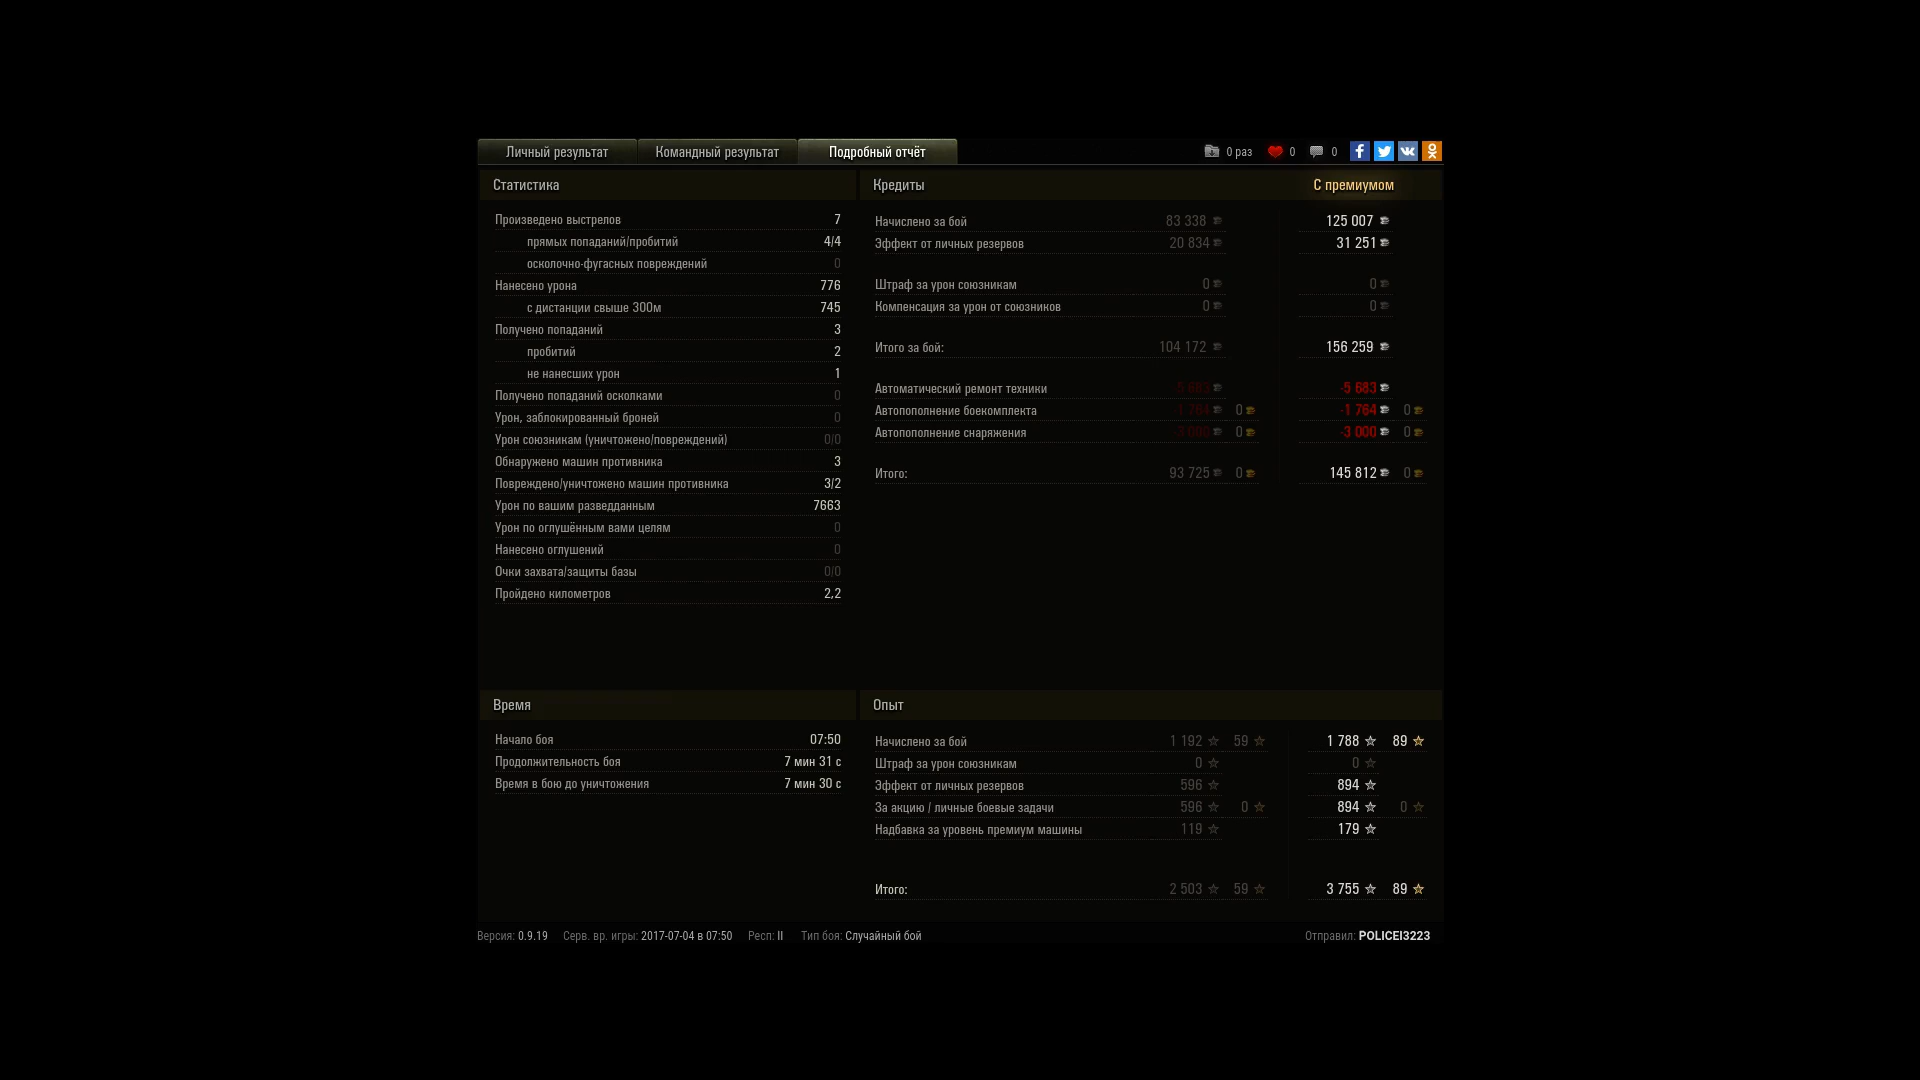 Личный результат Командный результат Подробный отчёт 0 раз 0 0
Статистика
Произведено выстрелов 7
прямых попаданий/пробитий 4/4
осколочно-фугасных повреждений 0
Нанесено урона 776
с дистанции свыше 300м 745
Получено попаданий 3
пробитий 2
не нанесших урон 1
Получено попаданий осколками 0
Урон, заблокированный броней 0
Урон союзникам (уничтожено/повреждений) 0/0
Обнаружено машин противника 3
Повреждено/уничтожено машин противника 3/2
Урон по вашим разведданным 7663
Урон по оглушённым вами целям 0
Нанесено оглушений 0
Очки захвата/защиты базы 0/0
Пройдено километров 2,2
Кредиты С премиумом
Начислено за бой 83 338 125 007
Эффект от личных резервов 20 834 31 251
Штраф за урон союзникам 0 0
Компенсация за урон от союзников 0 0
Итого за бой: 104 172 156 259
Автоматический ремонт техники -5 683 -5 683
Автопополнение боекомплекта -1 764 0 -1 764 0
Автопополнение снаряжения -3 000 0 -3 000 0
Итого: 93 725 0 145 812 0
Время
Начало боя 07:50
Продолжительность боя 7 мин 31 с
Время в бою до уничтожения 7 мин 30 с
Опыт
Начислено за бой 1 192 59 1 788 89
Штраф за урон союзникам 0 0
Эффект от личных резервов 596 894
За акцию / личные боевые задачи 596 0 894 0
Надбавка за уровень премиум машины 119 179
Итого: 2 503 59 3 755 89
Версия: 0.9.19 Серв. вр. игры: 2017-07-04 в 07:50 Респ: II Тип боя: Случайный бой Отправил: POLICEI3223